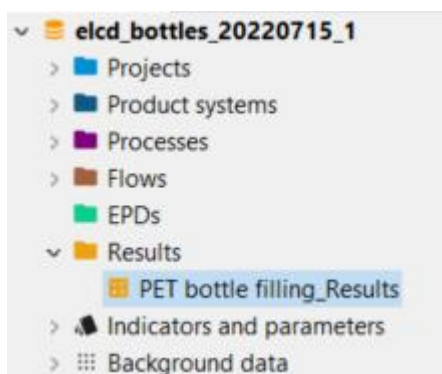 elcd_bottles_20220715_1
Projects
Product systems
Processes
Flows
EPDs
Results
PET bottle filling_Results
Indicators and parameters
Background data